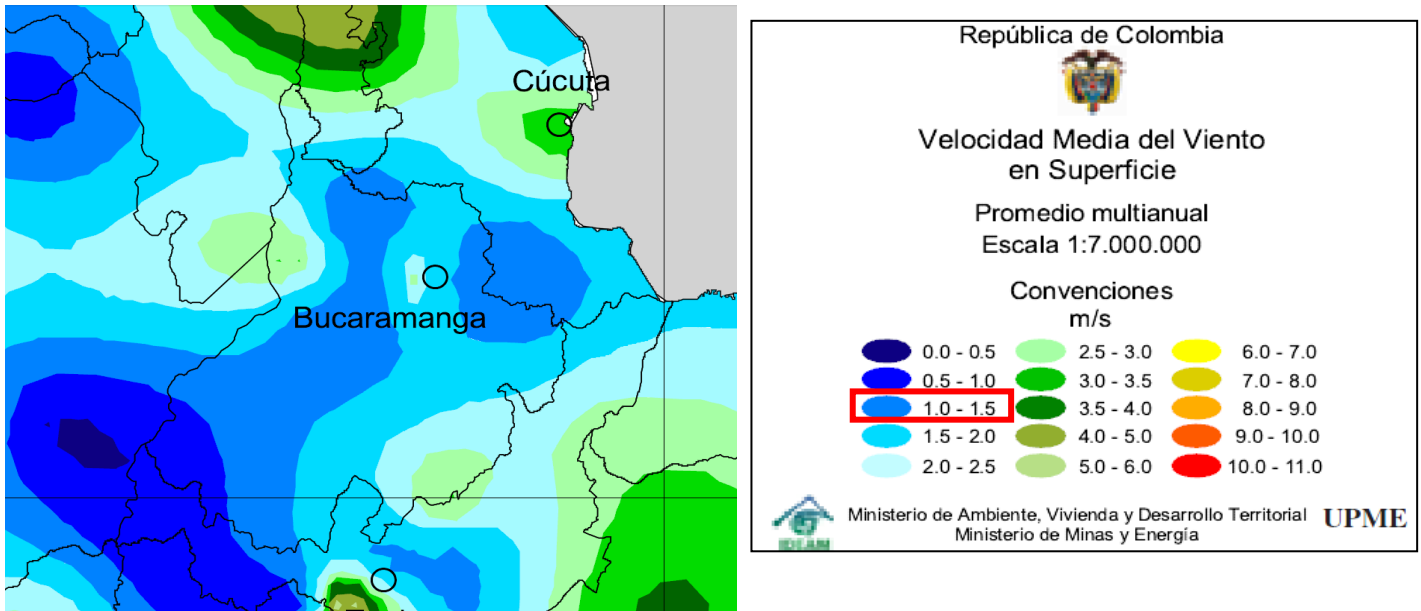 Cúcuta
Bucaramanga
República de Colombia
Velocidad Media del Viento
en Superficie
Promedio multianual
Escala 1:7.000.000
Convenciones
m/s
0.0 - 0.5 2.5 - 3.0 6.0 - 7.0
0.5 - 1.0 3.0 - 3.5 7.0 - 8.0
1.0 - 1.5 3.5 - 4.0 8.0 - 9.0
1.5 - 2.0 4.0 - 5.0 9.0 - 10.0
2.0 - 2.5 5.0 - 6.0 10.0 - 11.0
IDEAM
Ministerio de Ambiente, Vivienda y Desarrollo Territorial UPME
Ministerio de Minas y Energía